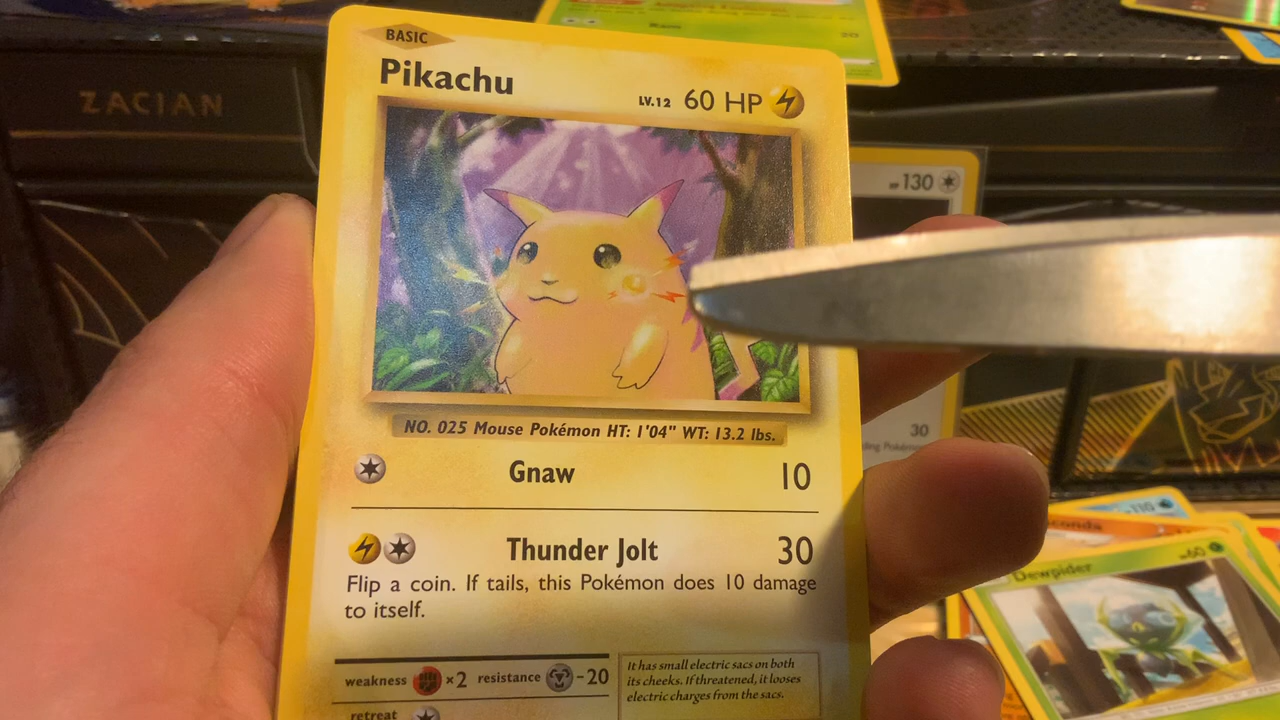 BASIC
Pikachu
LV.12 60 HP
NO. 025 Mouse Pokémon HT: 1'04" WT: 13.2 lbs.
Gnaw 10
Thunder Jolt 30
Flip a coin. If tails, this Pokémon does 10 damage
to itself.
weakness ×2 resistance -20
It has small electric sacs on both
its cheeks. If threatened, it looses
electric charges from the sacs.
retreat
ZACIAN
HP 130
30
110
Dewpider
HP 60